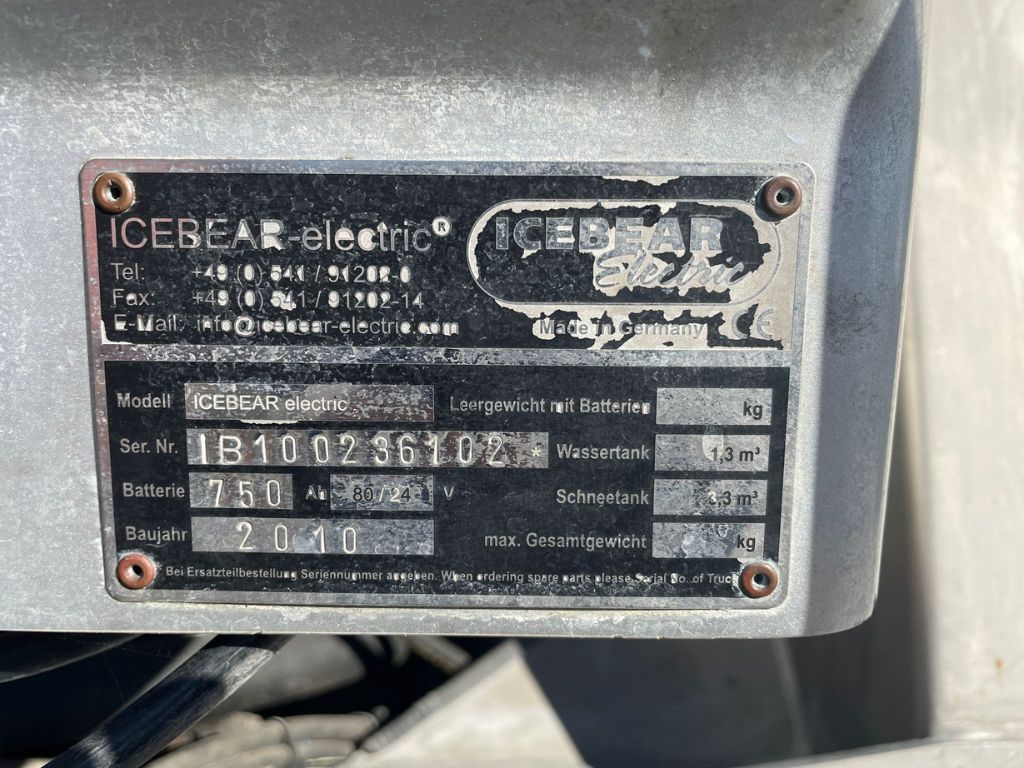 ICEBEAR-electric®
Tel: +49 (0) 541 / 91202-0
Fax: +49 (0) 541 / 91202-14
E-Mail: info@icebear-electric.com
ICEBEAR
Electric
Made in Germany CE
Modell ICEBEAR electric
Ser. Nr. IB100236102 *
Batterie 750 Ah 80/24 V
Baujahr 2010
Leergewicht mit Batterien kg
Wassertank 1,3 m³
Schneetank 3,3 m³
max. Gesamtgewicht kg
Bei Ersatzteilbestellung Seriennummer angeben. When ordering spare parts please Serial No. of Truck